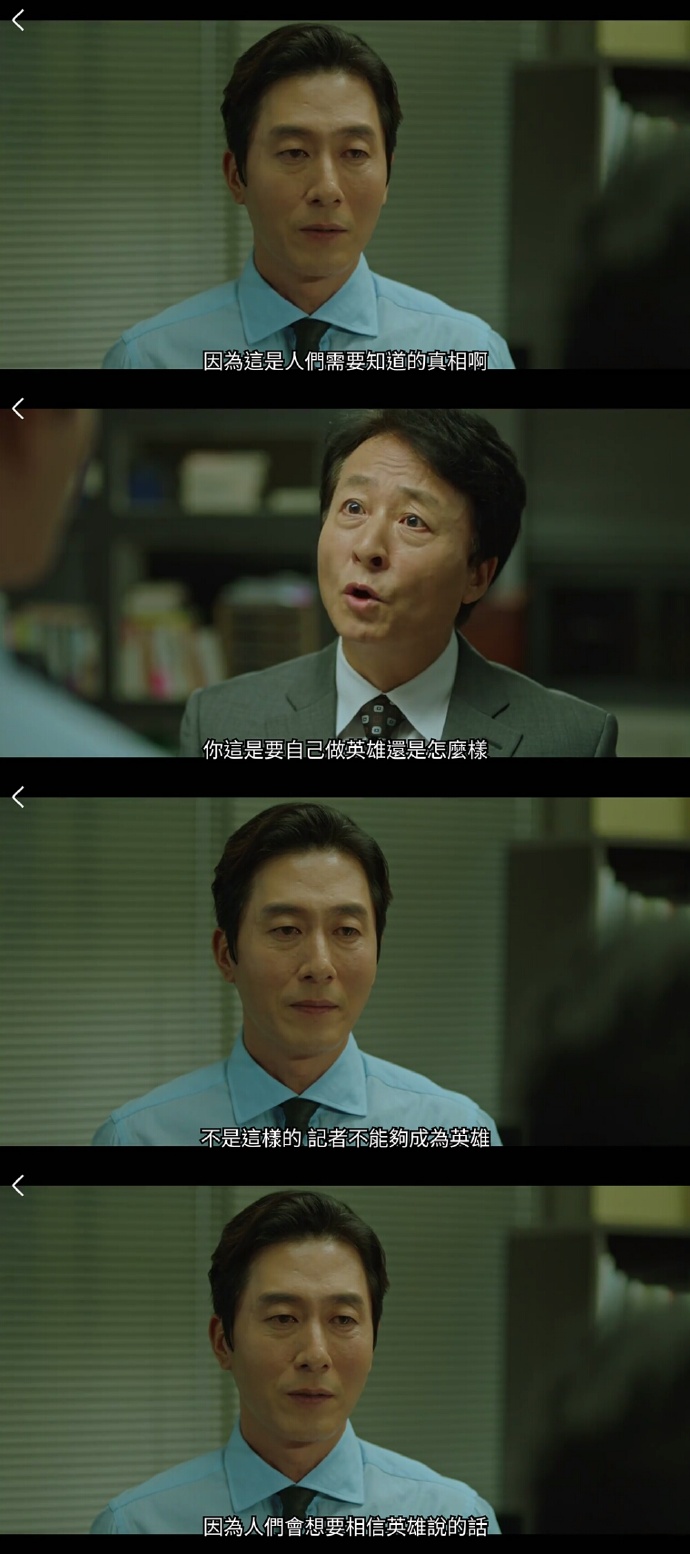 因為這是人們需要知道的真相啊
你這是要自己做英雄還是怎麼樣
不是這樣的 記者不能夠成為英雄
因為人們會想要相信英雄說的話